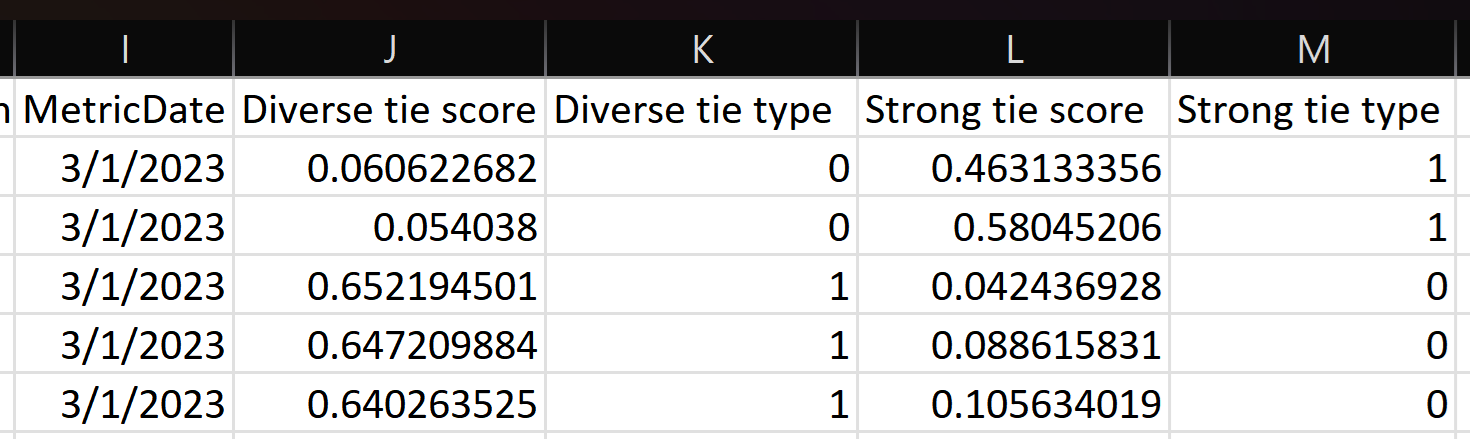 I J K L M
n MetricDate Diverse tie score Diverse tie type Strong tie score Strong tie type
3/1/2023 0.060622682 0 0.463133356 1
3/1/2023 0.054038 0 0.58045206 1
3/1/2023 0.652194501 1 0.042436928 0
3/1/2023 0.647209884 1 0.088615831 0
3/1/2023 0.640263525 1 0.105634019 0